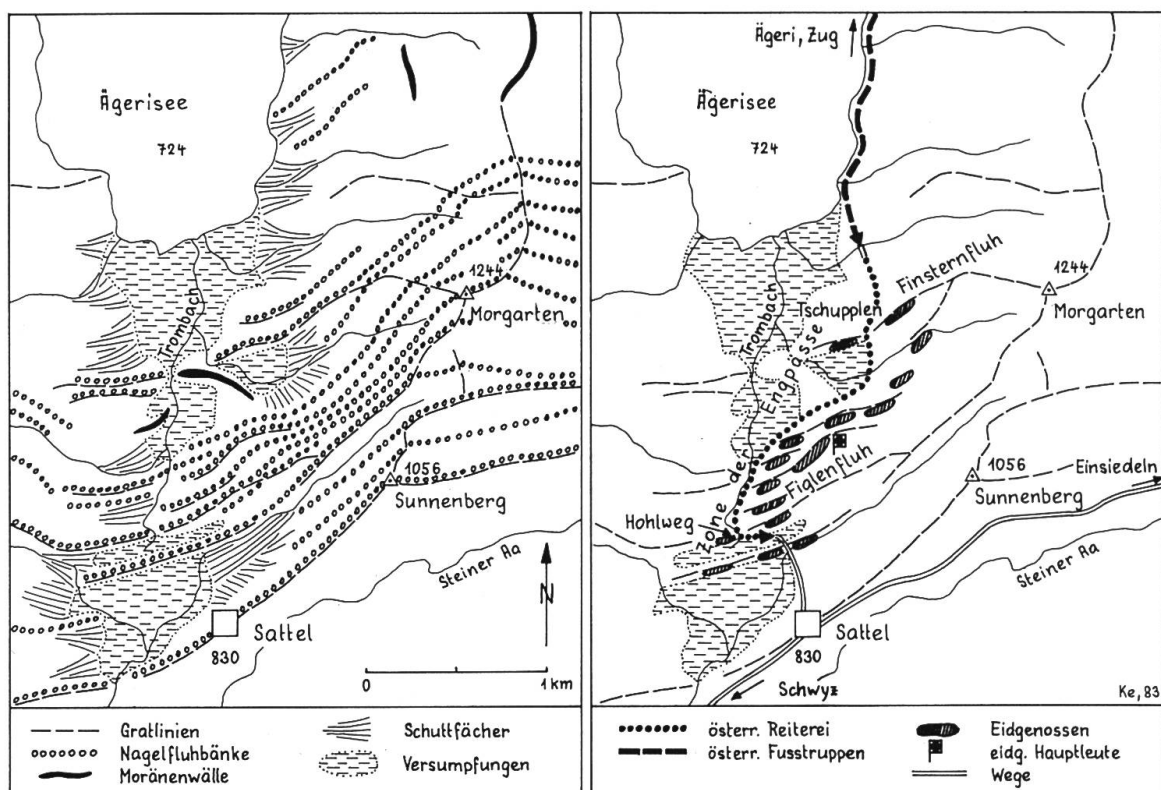 Ägerisee
724
Trombach
1244
Morgarten
1056
Sunnenberg
Steiner Aa
N
Sattel
830
0 1 km
Gratlinien
Nagelfluhbänke
Moränenwälle
Schuttfächer
Versumpfungen
Ägeri, Zug
Ägerisee
724
Finsternfluh
1244
Tschupplen
Morgarten
Trombach
Zone der Engpässe
Figlenfluh
1056
Einsiedeln
Sunnenberg
Hohlweg
Steiner Aa
Sattel
830
Schwyz
Ke, 83
österr. Reiterei
österr. Fusstruppen
Eidgenossen
eidg. Hauptleute
Wege